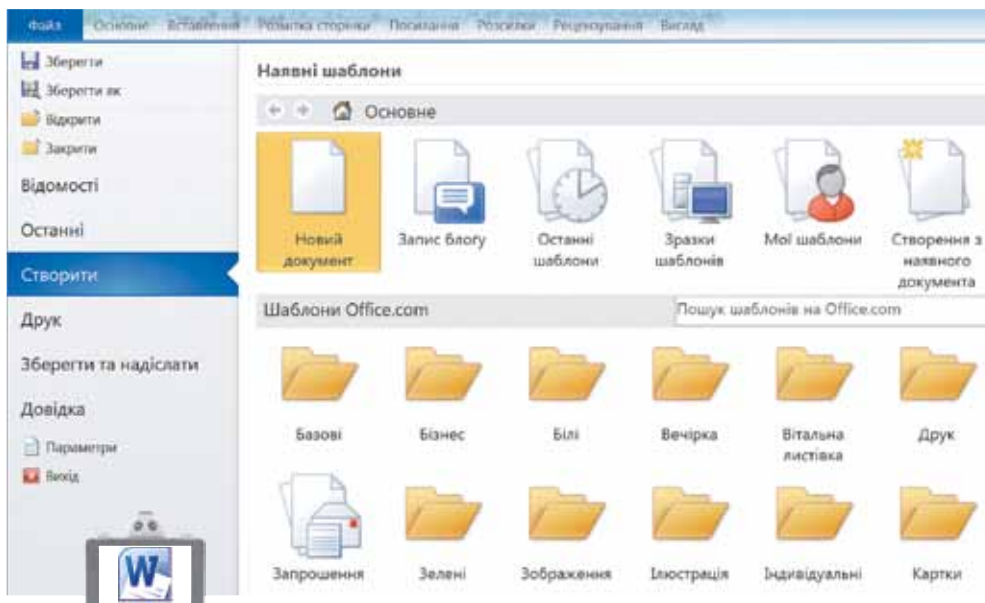 Файл Основне Вставлення Розмітка сторінки Посилання Розсилки Рецензування Вигляд
Зберегти
Зберегти як
Відкрити
Закрити
Відомості
Останні
Створити
Друк
Зберегти та надіслати
Довідка
Параметри
Вихід
Наявні шаблони
Основне
Новий
документ
Запис блогу
Останні
шаблони
Зразки
шаблонів
Мої шаблони
Створення з
наявного
документа
Шаблони Office.com
Пошук шаблонів на Office.com
Базові
Бізнес
Білі
Вечірка
Вітальна
листівка
Друк
Запрошення
Зелені
Зображення
Ілюстрація
Індивідуальні
Картки
W